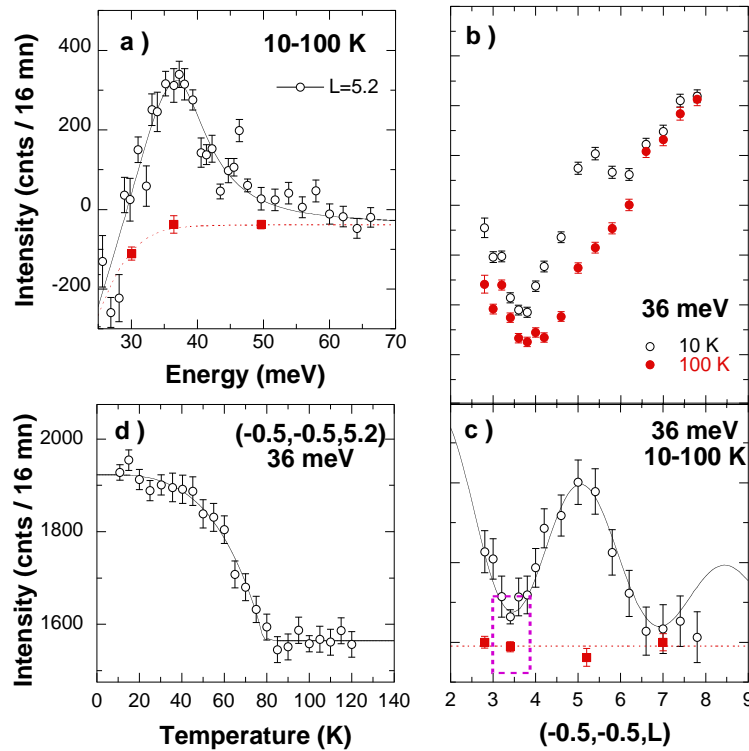 a )
10-100 K
L=5.2
Intensity (cnts / 16 mn)
400
200
0
-200
30
40
50
60
70
Energy (meV)
b )
36 meV
10 K
100 K
d )
(-0.5,-0.5,5.2)
36 meV
Intensity (cnts / 16 mn)
2000
1900
1800
1700
1600
1500
0
20
40
60
80
100
120
140
Temperature (K)
c )
36 meV
10-100 K
2
3
4
5
6
7
8
9
(-0.5,-0.5,L)